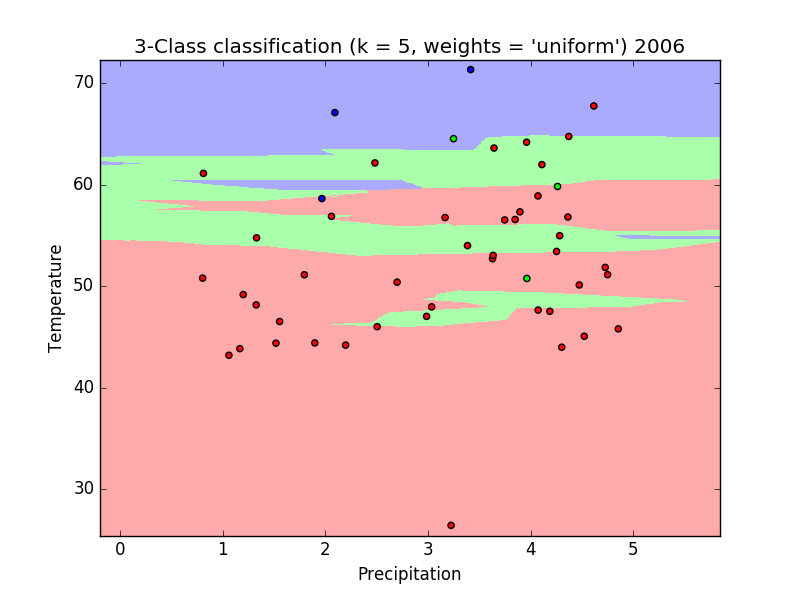 3-Class classification (k = 5, weights = 'uniform') 2006
70
60
50
40
30
Temperature
0 1 2 3 4 5
Precipitation